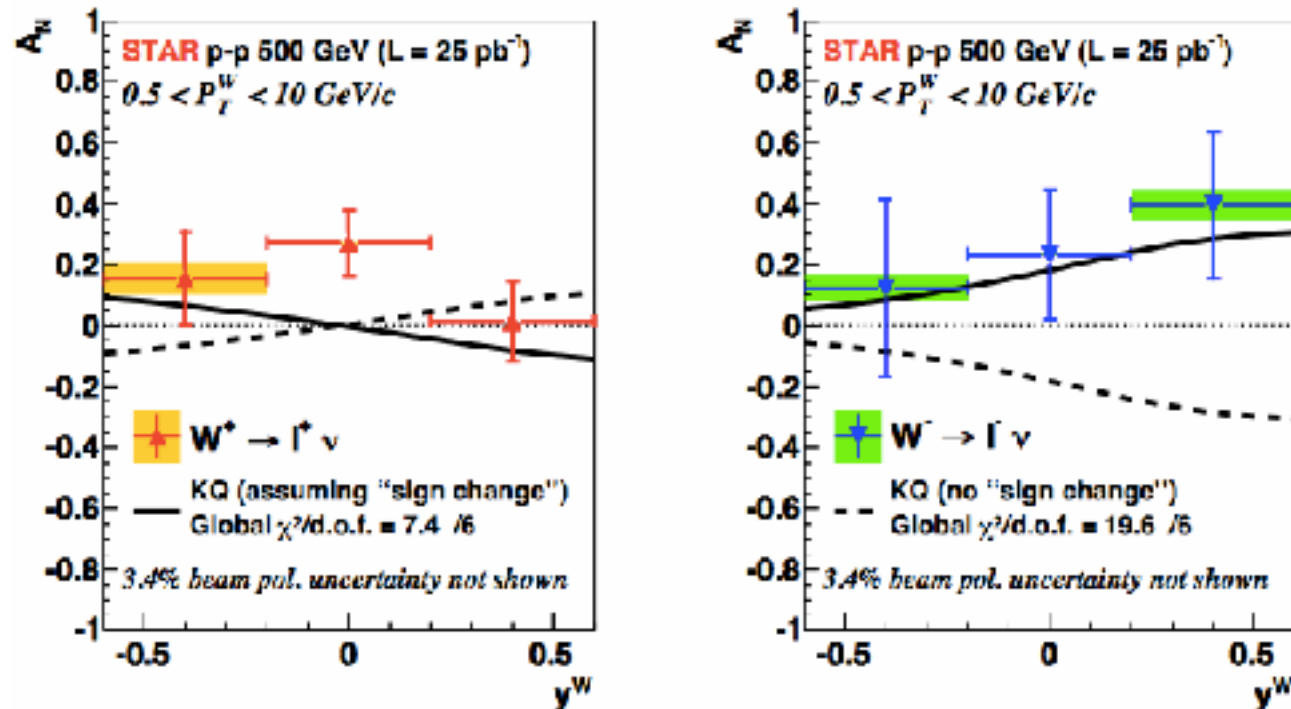 A_N
1
0.8
0.6
0.4
0.2
0
-0.2
-0.4
-0.6
-0.8
-1
STAR p-p 500 GeV (L = 25 pb⁻¹)
0.5 < P_T^W < 10 GeV/c
W⁺ → l⁺ ν
KQ (assuming “sign change”)
Global χ²/d.o.f. = 7.4 /6
3.4% beam pol. uncertainty not shown
-0.5
0
0.5
y^W
A_N
1
0.8
0.6
0.4
0.2
0
-0.2
-0.4
-0.6
-0.8
-1
STAR p-p 500 GeV (L = 25 pb⁻¹)
0.5 < P_T^W < 10 GeV/c
W⁻ → l⁻ ν
KQ (no “sign change”)
Global χ²/d.o.f. = 19.6 /6
3.4% beam pol. uncertainty not shown
-0.5
0
0.5
y^W